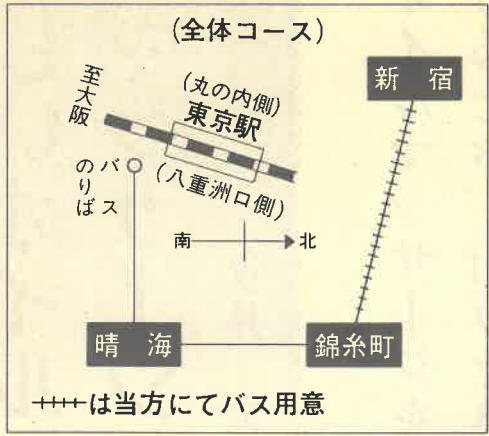 (全体コース)
新宿
至大阪
(丸の内側)
東京駅
(八重洲口側)
バス
のりば
南
北
晴海
錦糸町
は当方にてバス用意